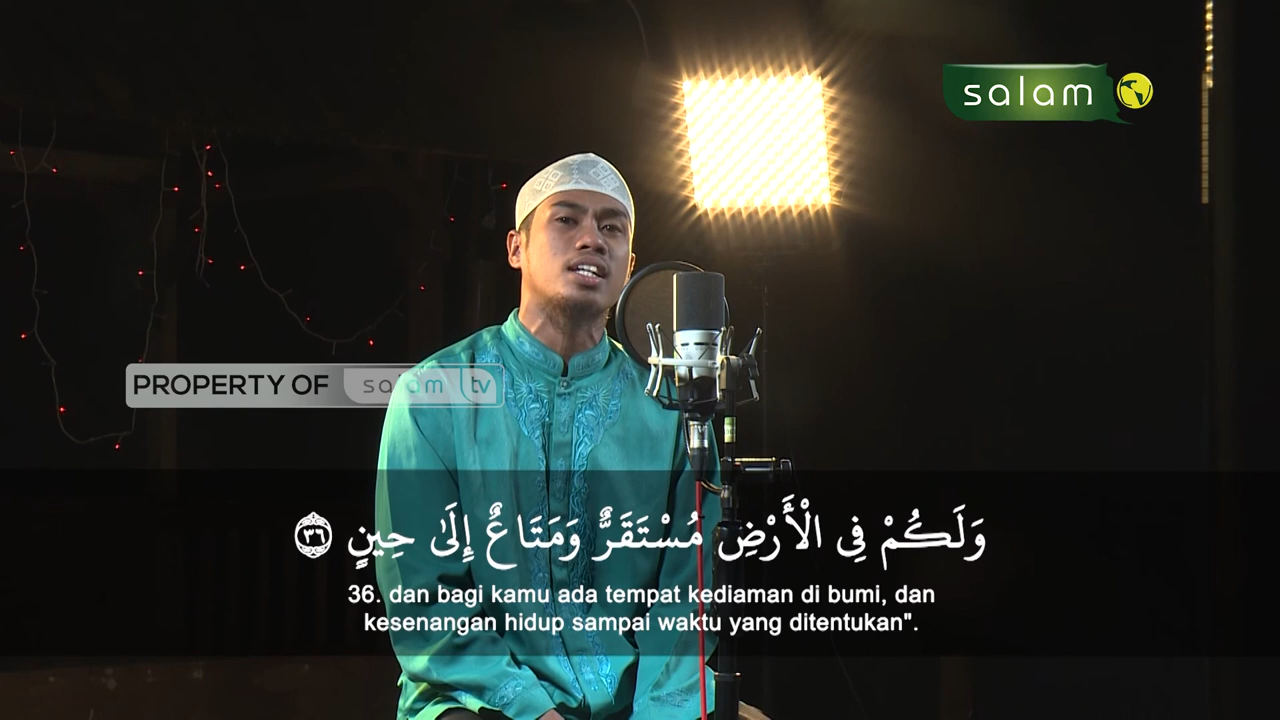 salam
PROPERTY OF salam tv
وَلَكُمْ فِي الْأَرْضِ مُسْتَقَرٌّ وَمَتَاعٌ إِلَىٰ حِينٍ ۝٣٦
36. dan bagi kamu ada tempat kediaman di bumi, dan
kesenangan hidup sampai waktu yang ditentukan".